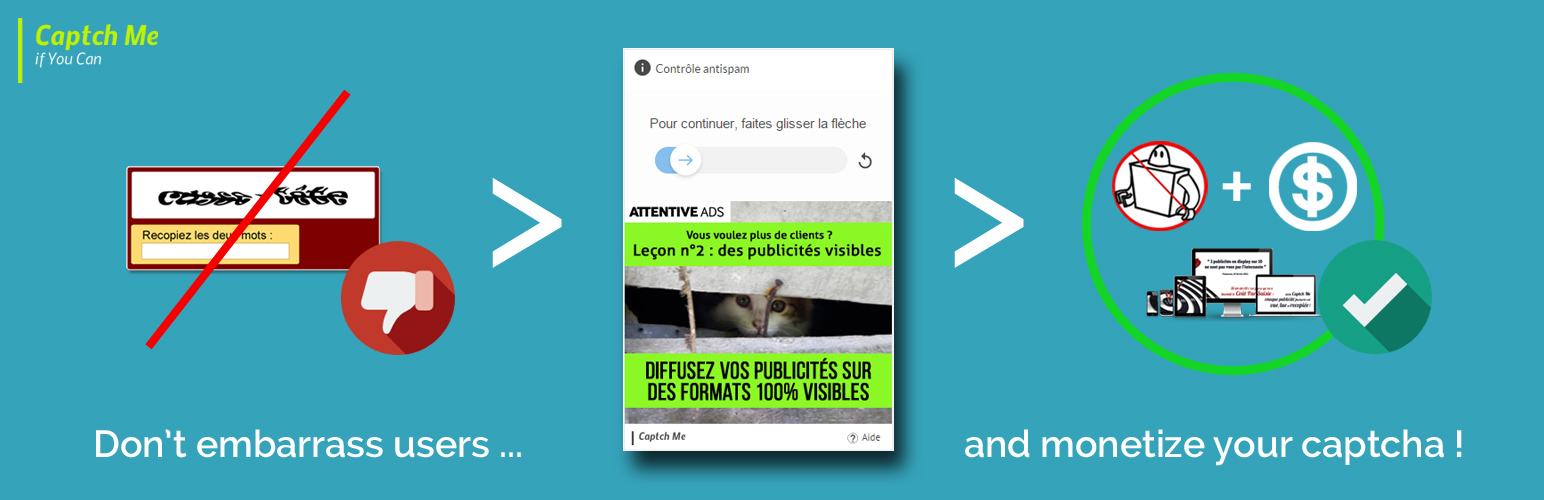 Captch Me
if You Can
casse-tête
Recopiez les deux mots :
Don't embarrass users ...
Contrôle antispam
Pour continuer, faites glisser la flèche
ATTENTIVE ADS
Vous voulez plus de clients ?
Leçon n°2 : des publicités visibles
DIFFUSEZ VOS PUBLICITÉS SUR
DES FORMATS 100% VISIBLES
Captch Me
Aide
+
$
and monetize your captcha !